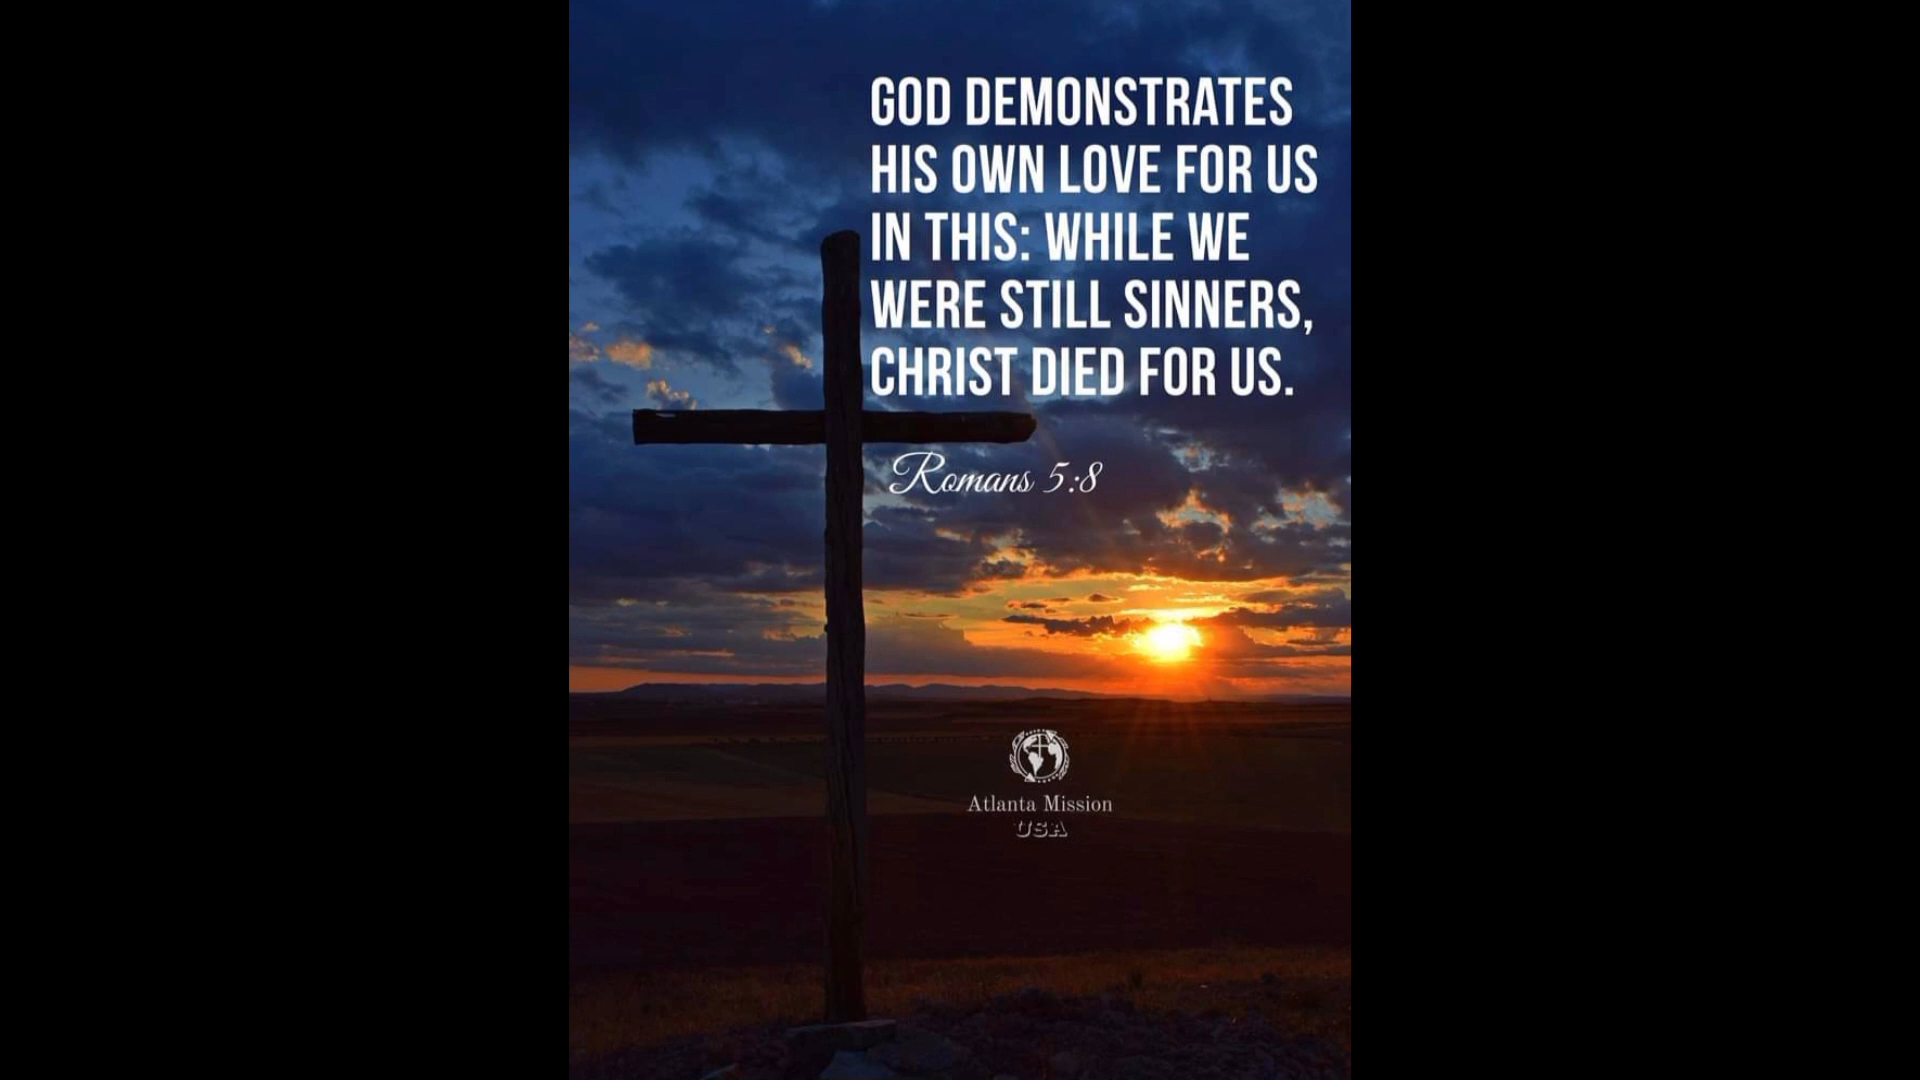 GOD DEMONSTRATES
HIS OWN LOVE FOR US
IN THIS: WHILE WE
WERE STILL SINNERS,
CHRIST DIED FOR US.
Romans 5:8
Atlanta Mission
USA